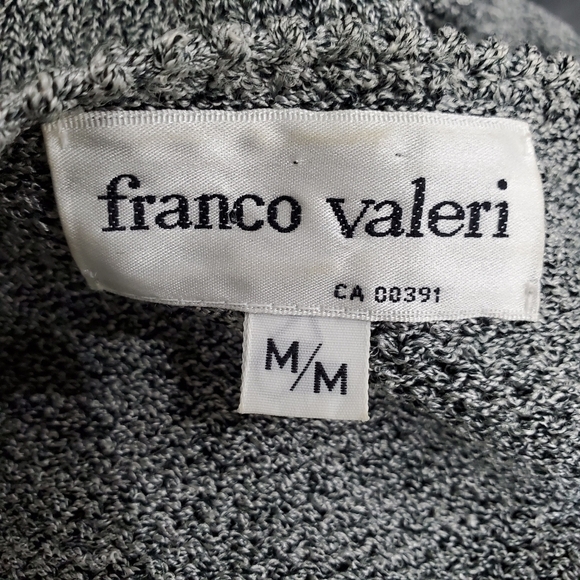 franco valeri
CA 00391
M/M